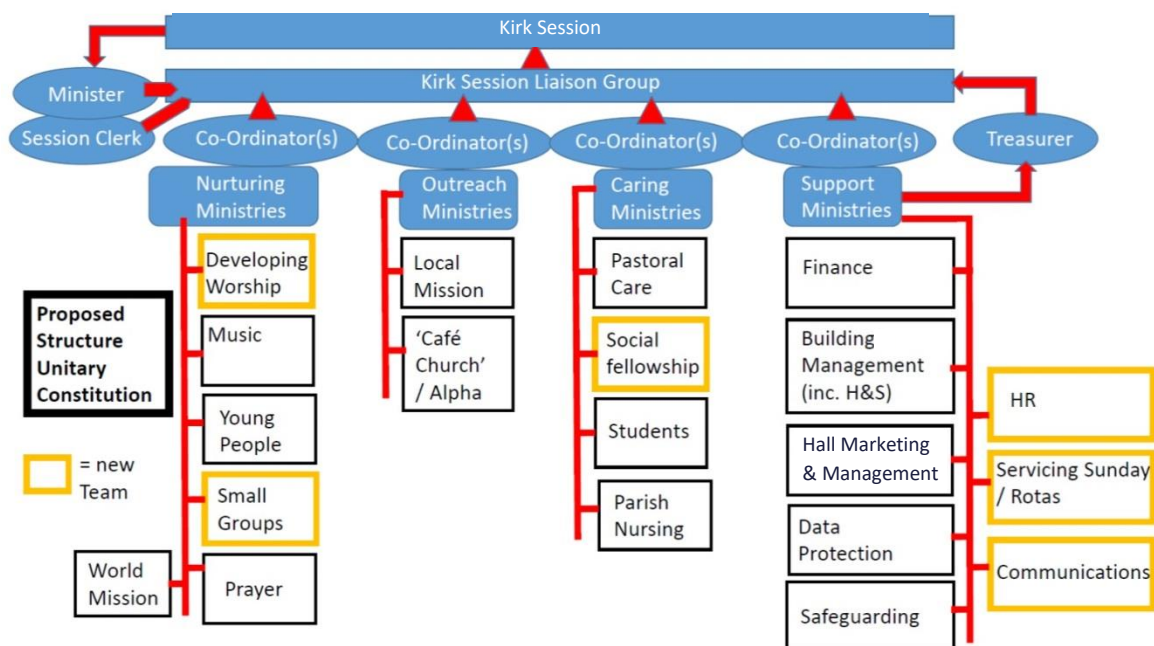 Kirk Session
Kirk Session Liaison Group
Minister
Session Clerk
Co-Ordinator(s)
Co-Ordinator(s)
Co-Ordinator(s)
Co-Ordinator(s)
Treasurer
Nurturing
Ministries
Outreach
Ministries
Caring
Ministries
Support
Ministries
Proposed
Structure
Unitary
Constitution
= new
Team
Developing
Worship
Music
Young
People
Small
Groups
World
Mission
Prayer
Local
Mission
‘Café
Church’
/ Alpha
Pastoral
Care
Social
fellowship
Students
Parish
Nursing
Finance
Building
Management
(inc. H&S)
Hall Marketing
& Management
Data
Protection
Safeguarding
HR
Servicing Sunday
/ Rotas
Communications